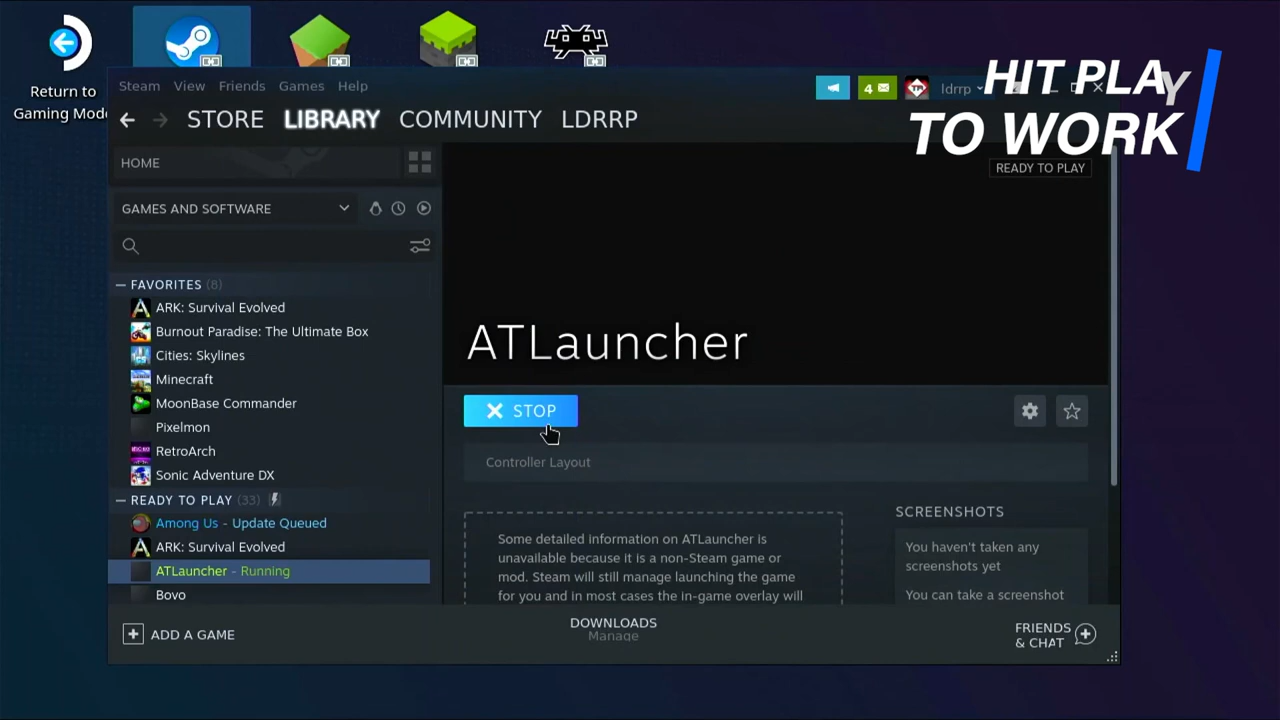 Return to
Gaming Mode
Steam View Friends Games Help
4
ldrrp
HIT PLAY
TO WORK
STORE LIBRARY COMMUNITY LDRRP
HOME
READY TO PLAY
GAMES AND SOFTWARE
— FAVORITES (8)
ARK: Survival Evolved
Burnout Paradise: The Ultimate Box
Cities: Skylines
Minecraft
MoonBase Commander
Pixelmon
RetroArch
Sonic Adventure DX
— READY TO PLAY (33)
Among Us - Update Queued
ARK: Survival Evolved
ATLauncher - Running
Bovo
ATLauncher
STOP
Controller Layout
Some detailed information on ATLauncher is
unavailable because it is a non-Steam game or
mod. Steam will still manage launching the game
for you and in most cases the in-game overlay will
SCREENSHOTS
You haven't taken any
screenshots yet
You can take a screenshot
ADD A GAME
DOWNLOADS
Manage
FRIENDS
& CHAT